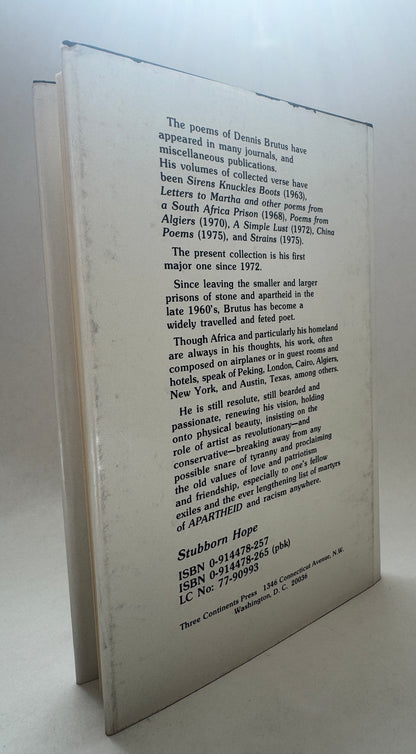 The poems of Dennis Brutus have
appeared in many journals, and
miscellaneous publications.
His volumes of collected verse have
been Sirens Knuckles Boots (1963),
Letters to Martha and other poems from
a South Africa Prison (1968), Poems from
Algiers (1970), A Simple Lust (1972), China
Poems (1975), and Strains (1975).
The present collection is his first
major one since 1972.
Since leaving the smaller and larger
prisons of stone and apartheid in the
late 1960's, Brutus has become a
widely travelled and feted poet.
Though Africa and particularly his homeland
are always in his thoughts, his work, often
composed on airplanes or in guest rooms and
hotels, speak of Peking, London, Cairo, Algiers,
New York, and Austin, Texas, among others.
He is still resolute, still bearded and
passionate, renewing his vision, holding
onto physical beauty, insisting on the
role of artist as revolutionary—and
conservative—breaking away from any
possible snare of tyranny and proclaiming
the old values of love and patriotism
and friendship, especially to one's fellow
exiles and the ever lengthening list of martyrs
of APARTHEID and racism anywhere.
Stubborn Hope
ISBN 0-914478-257
ISBN 0-914478-265 (pbk)
LC No: 77-90993
Three Continents Press 1346 Connecticut Avenue, N.W.
Washington, D. C. 20036